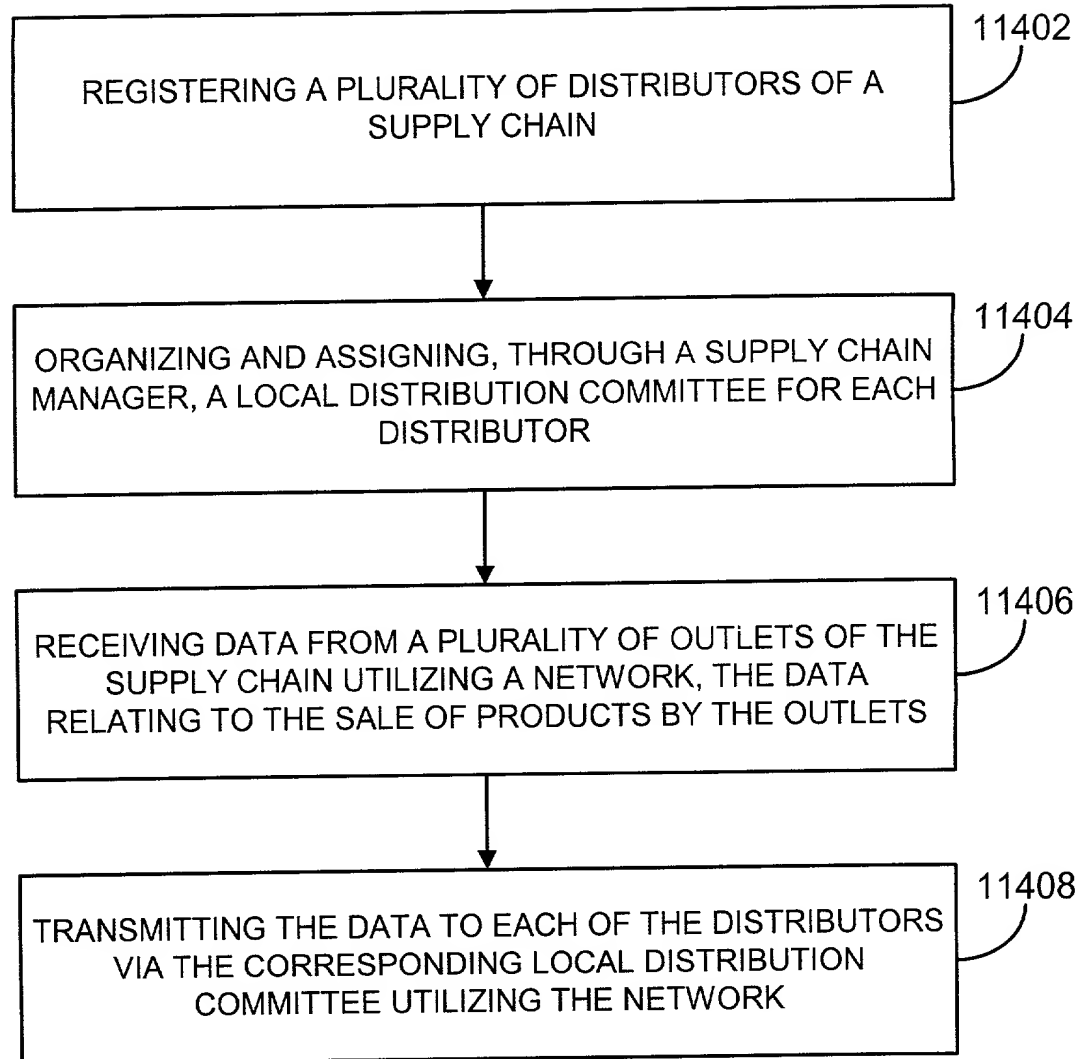 11402
REGISTERING A PLURALITY OF DISTRIBUTORS OF A
SUPPLY CHAIN
11404
ORGANIZING AND ASSIGNING, THROUGH A SUPPLY CHAIN
MANAGER, A LOCAL DISTRIBUTION COMMITTEE FOR EACH
DISTRIBUTOR
11406
RECEIVING DATA FROM A PLURALITY OF OUTLETS OF THE
SUPPLY CHAIN UTILIZING A NETWORK, THE DATA
RELATING TO THE SALE OF PRODUCTS BY THE OUTLETS
11408
TRANSMITTING THE DATA TO EACH OF THE DISTRIBUTORS
VIA THE CORRESPONDING LOCAL DISTRIBUTION
COMMITTEE UTILIZING THE NETWORK